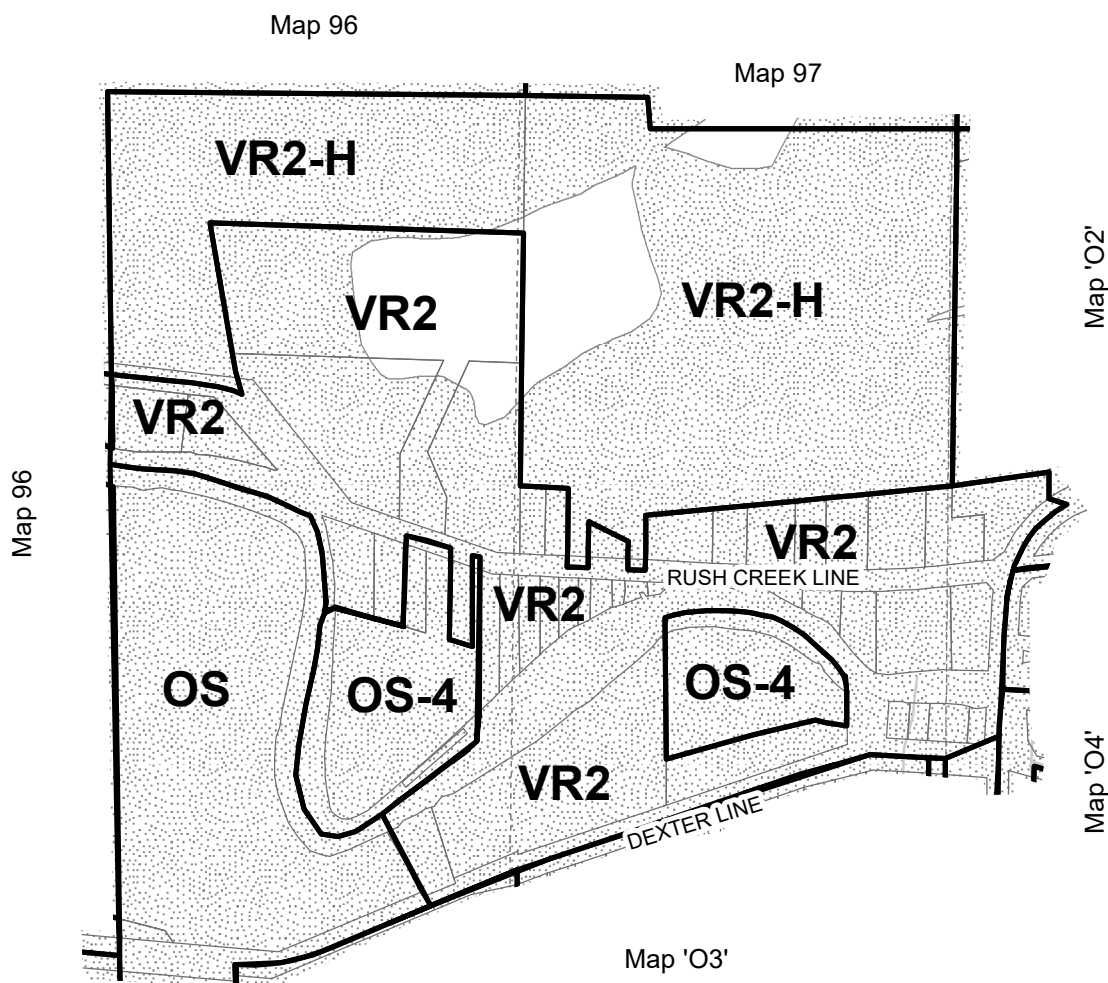 Map 96
Map 97
VR2-H
Map 'O2'
VR2-H
VR2
VR2
Map 96
VR2
RUSH CREEK LINE
VR2
OS
OS-4
OS-4
VR2
Map 'O4'
DEXTER LINE
Map 'O3'